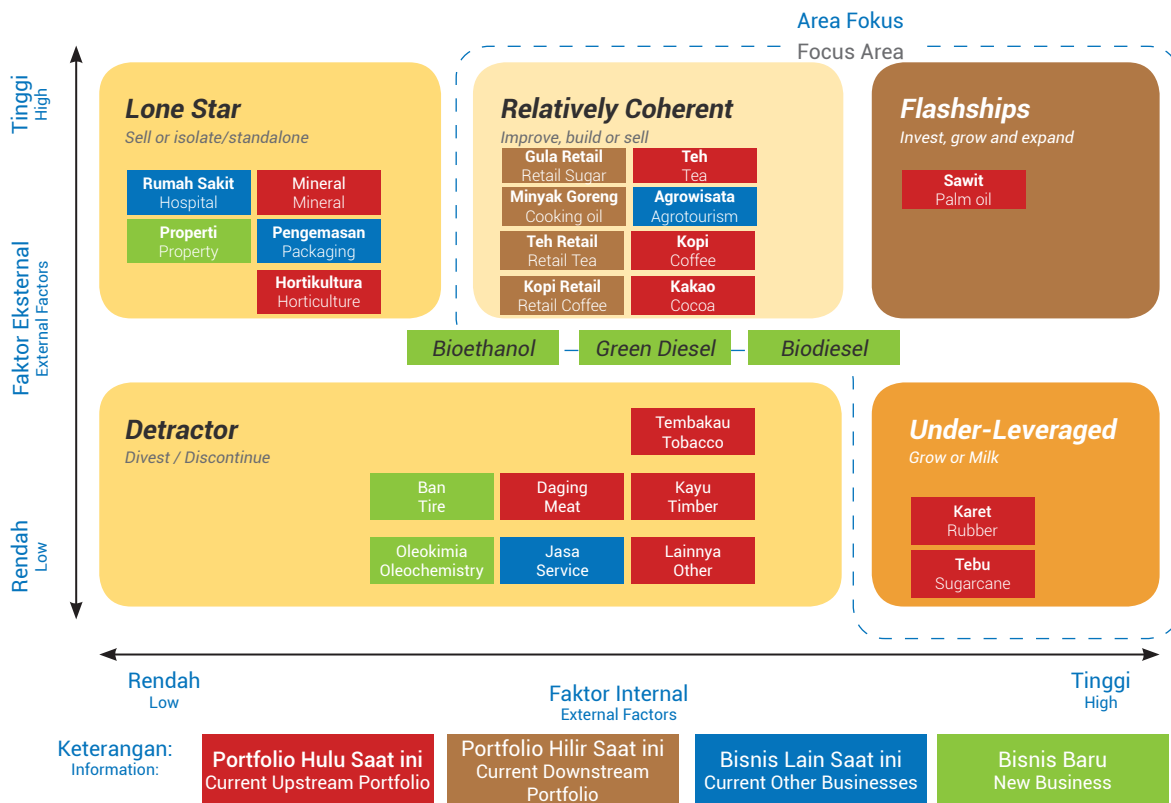 Area Fokus
Focus Area
Tinggi
High
Faktor Eksternal
External Factors
Rendah
Low
Lone Star
Sell or isolate/standalone
Rumah Sakit
Hospital
Mineral
Mineral
Properti
Property
Pengemasan
Packaging
Hortikultura
Horticulture
Relatively Coherent
Improve, build or sell
Gula Retail
Retail Sugar
Teh
Tea
Minyak Goreng
Cooking oil
Agrowisata
Agrotourism
Teh Retail
Retail Tea
Kopi
Coffee
Kopi Retail
Retail Coffee
Kakao
Cocoa
Flashships
Invest, grow and expand
Sawit
Palm oil
Bioethanol
Green Diesel
Biodiesel
Detractor
Divest / Discontinue
Tembakau
Tobacco
Ban
Tire
Daging
Meat
Kayu
Timber
Oleokimia
Oleochemistry
Jasa
Service
Lainnya
Other
Under-Leveraged
Grow or Milk
Karet
Rubber
Tebu
Sugarcane
Rendah
Low
Faktor Internal
External Factors
Tinggi
High
Keterangan:
Information:
Portfolio Hulu Saat ini
Current Upstream Portfolio
Portfolio Hilir Saat ini
Current Downstream
Portfolio
Bisnis Lain Saat ini
Current Other Businesses
Bisnis Baru
New Business